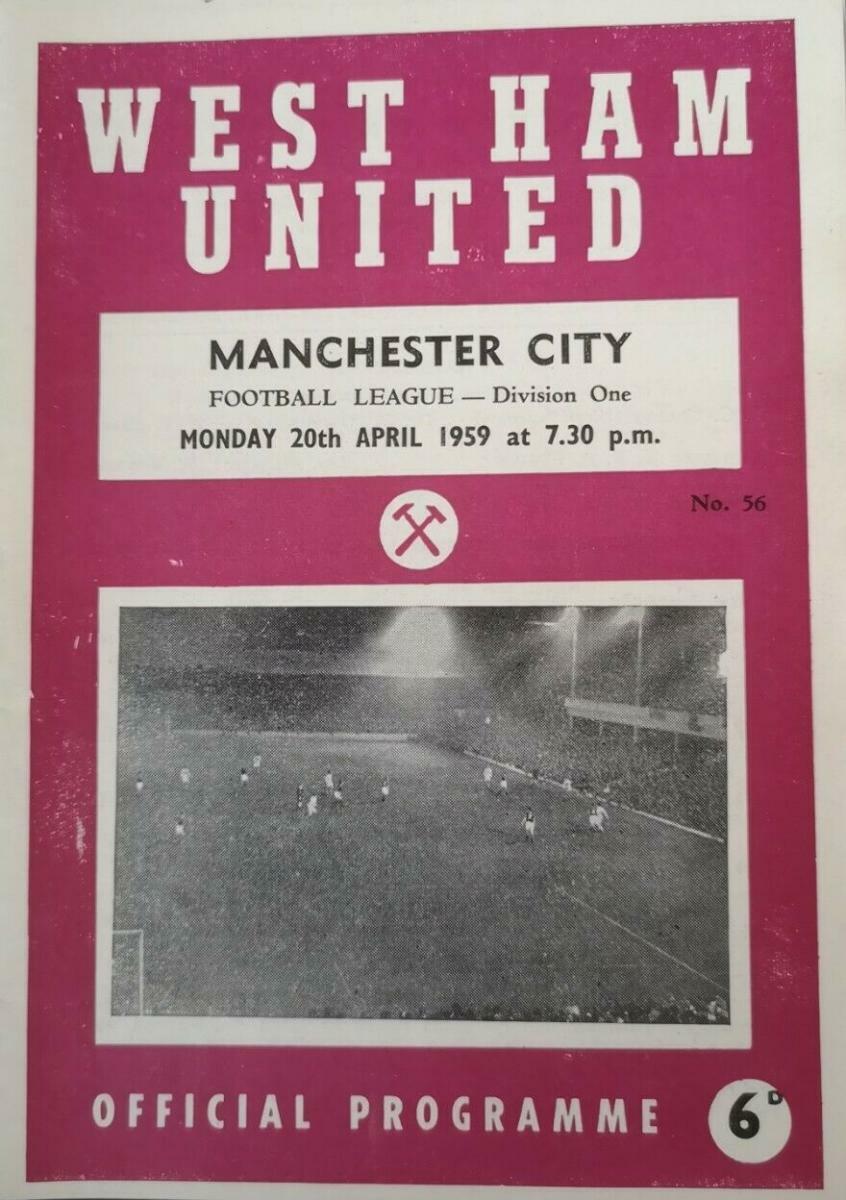 WEST HAM
UNITED
MANCHESTER CITY
FOOTBALL LEAGUE — Division One
MONDAY 20th APRIL 1959 at 7.30 p.m.
No. 56
OFFICIAL PROGRAMME
6D